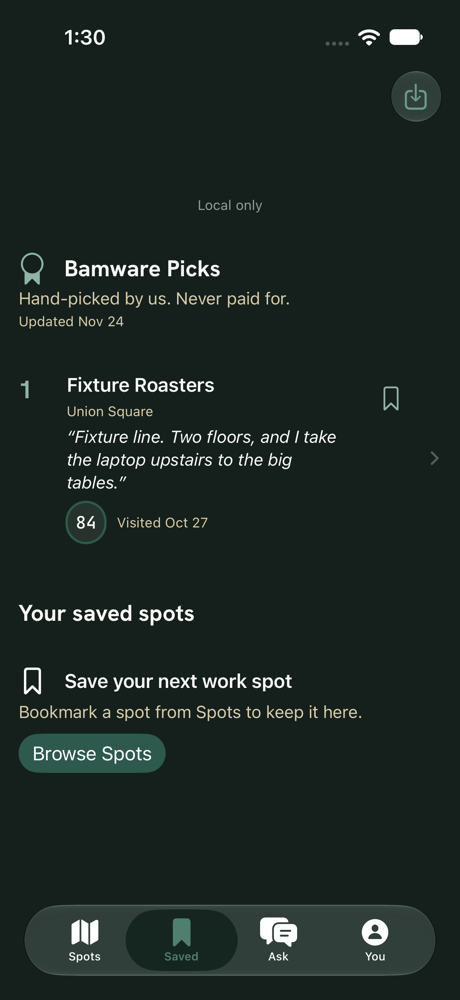 1:30
Local only
Bamware Picks
Hand-picked by us. Never paid for.
Updated Nov 24
1
Fixture Roasters
Union Square
“Fixture line. Two floors, and I take
the laptop upstairs to the big
tables.”
84
Visited Oct 27
Your saved spots
Save your next work spot
Bookmark a spot from Spots to keep it here.
Browse Spots
Spots
Saved
Ask
You